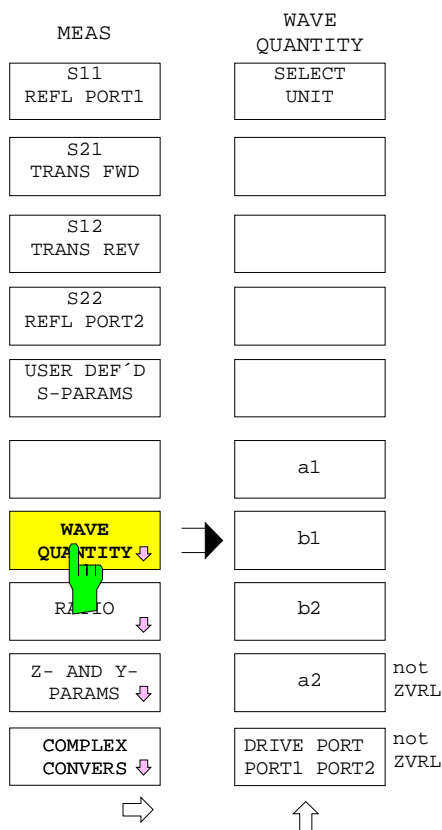 MEAS
S11
REFL PORT1
S21
TRANS FWD
S12
TRANS REV
S22
REFL PORT2
USER DEF´D
S-PARAMS
WAVE
QUANTITY
RATIO
Z- AND Y-
PARAMS
COMPLEX
CONVERS
WAVE
QUANTITY
SELECT
UNIT
a1
b1
b2
a2
not
ZVRL
DRIVE PORT
PORT1 PORT2
not
ZVRL